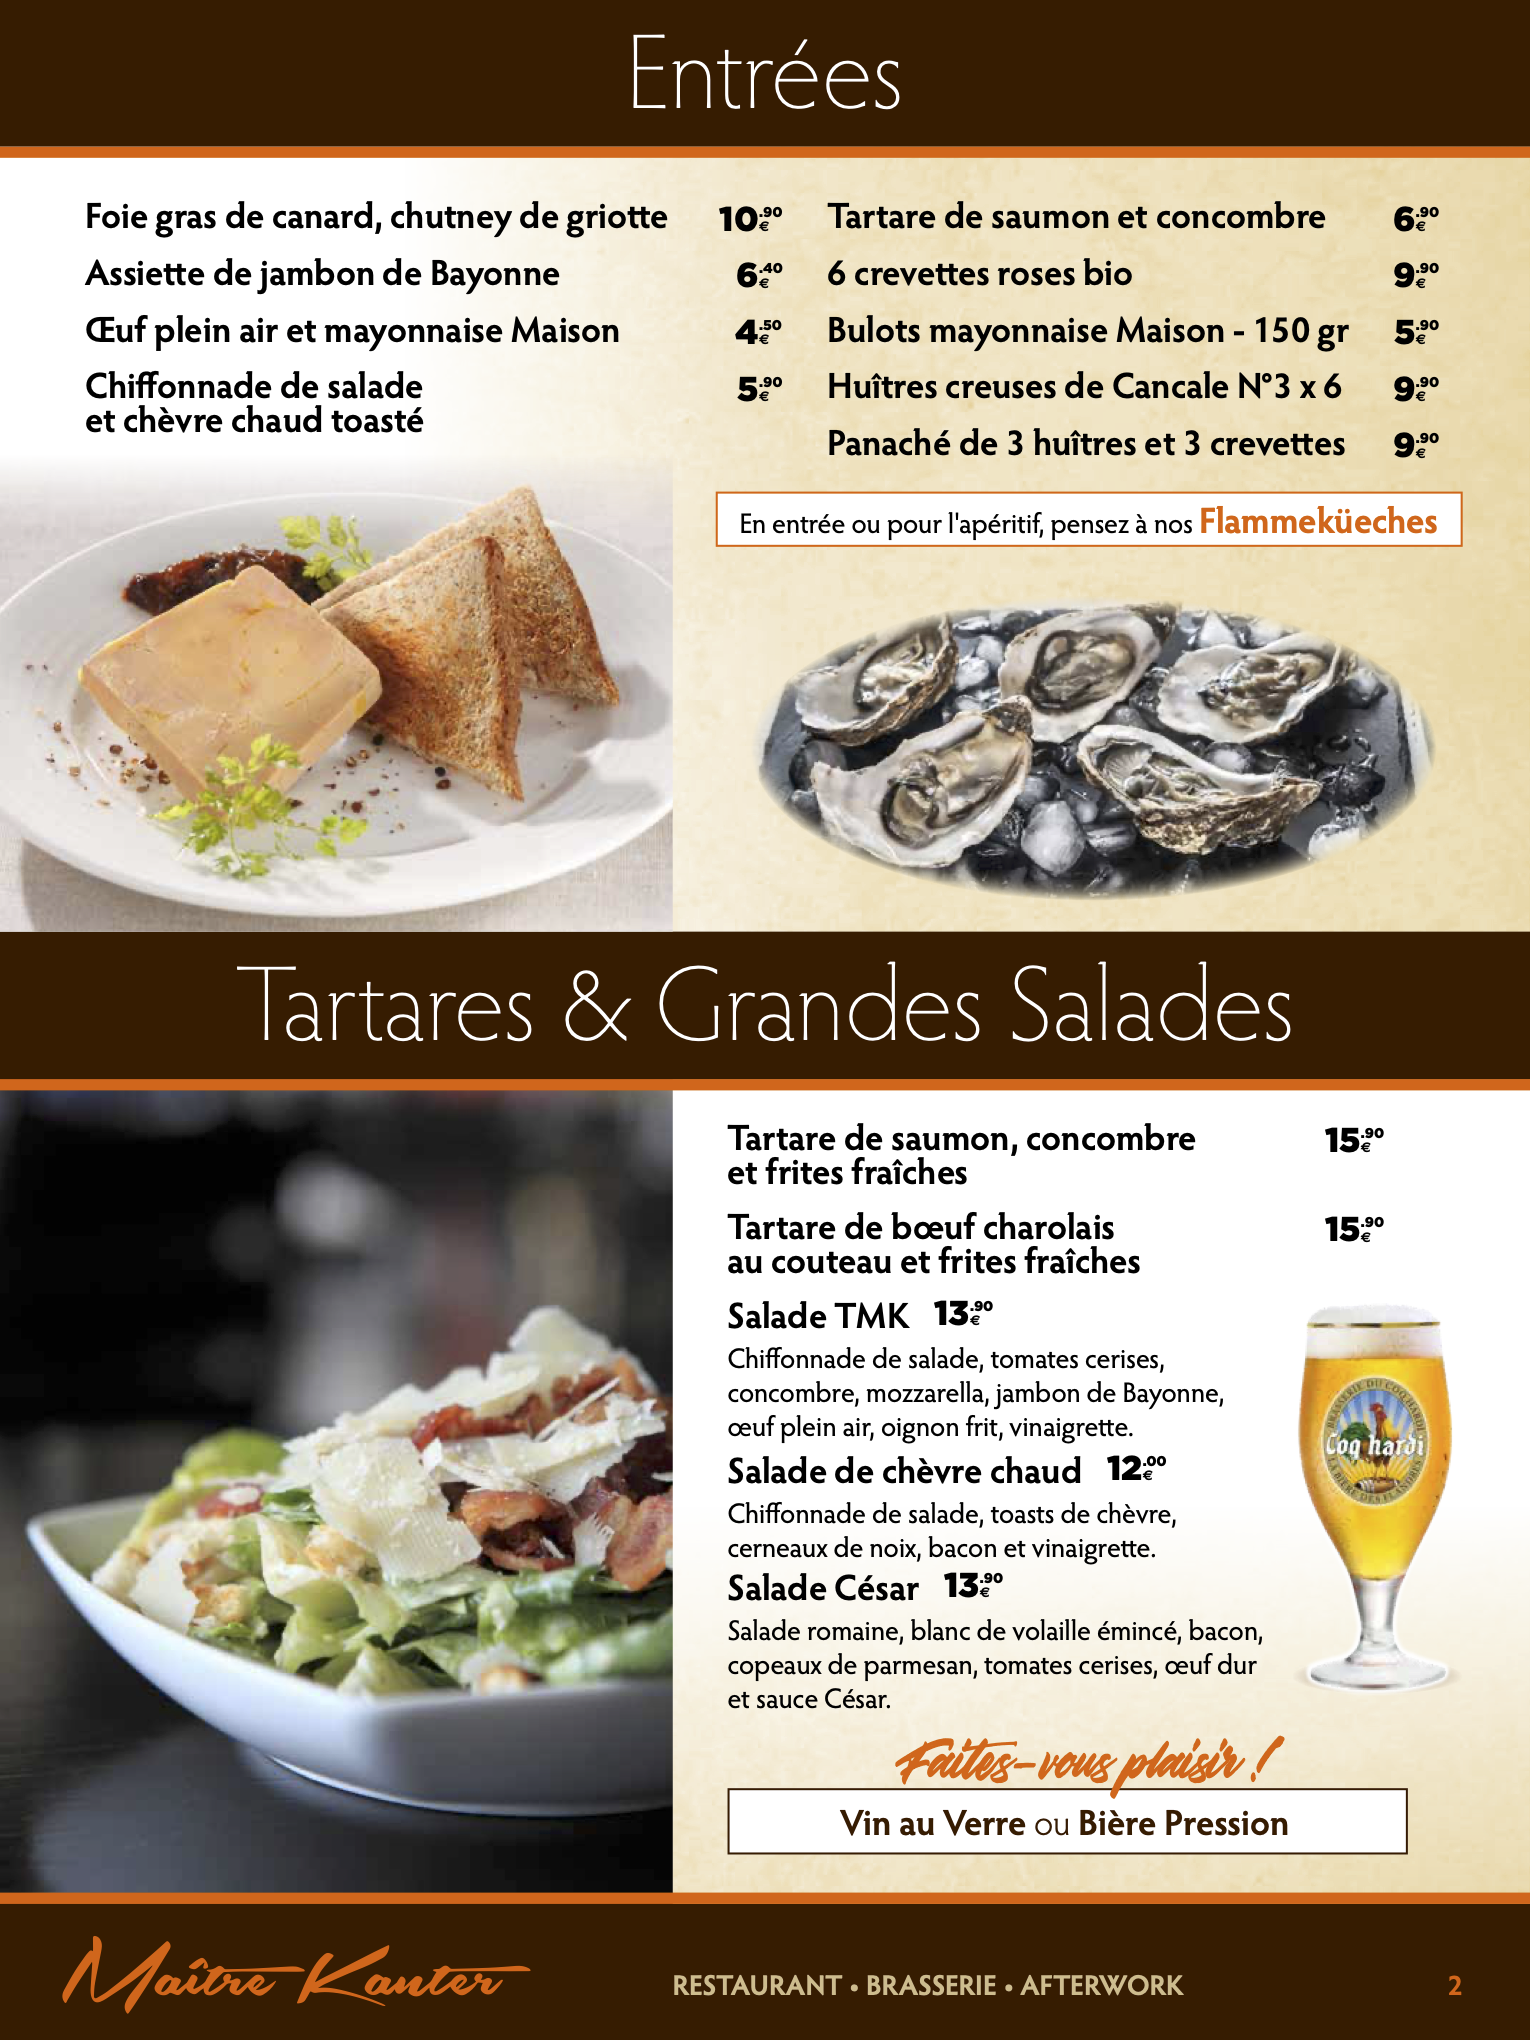 Entrées
Foie gras de canard, chutney de griotte 10.90€
Assiette de jambon de Bayonne 6.40€
Œuf plein air et mayonnaise Maison 4.50€
Chiffonnade de salade 5.90€
et chèvre chaud toasté
Tartare de saumon et concombre 6.90€
6 crevettes roses bio 9.90€
Bulots mayonnaise Maison - 150 gr 5.90€
Huîtres creuses de Cancale N°3 x 6 9.90€
Panaché de 3 huîtres et 3 crevettes 9.90€
En entrée ou pour l'apéritif, pensez à nos Flammeküeches
Tartares & Grandes Salades
Tartare de saumon, concombre 15.90€
et frites fraîches
Tartare de bœuf charolais 15.90€
au couteau et frites fraîches
Salade TMK 13.90€
Chiffonnade de salade, tomates cerises,
concombre, mozzarella, jambon de Bayonne,
œuf plein air, oignon frit, vinaigrette.
Salade de chèvre chaud 12.00€
Chiffonnade de salade, toasts de chèvre,
cerneaux de noix, bacon et vinaigrette.
Salade César 13.90€
Salade romaine, blanc de volaille émincé, bacon,
copeaux de parmesan, tomates cerises, œuf dur
et sauce César.
BRASSERIE DU COQ HARDI
Coq hardi
LA BIÈRE DES FLANDRES
Faites-vous plaisir !
Vin au Verre ou Bière Pression
Maître Kanter
RESTAURANT • BRASSERIE • AFTERWORK
2